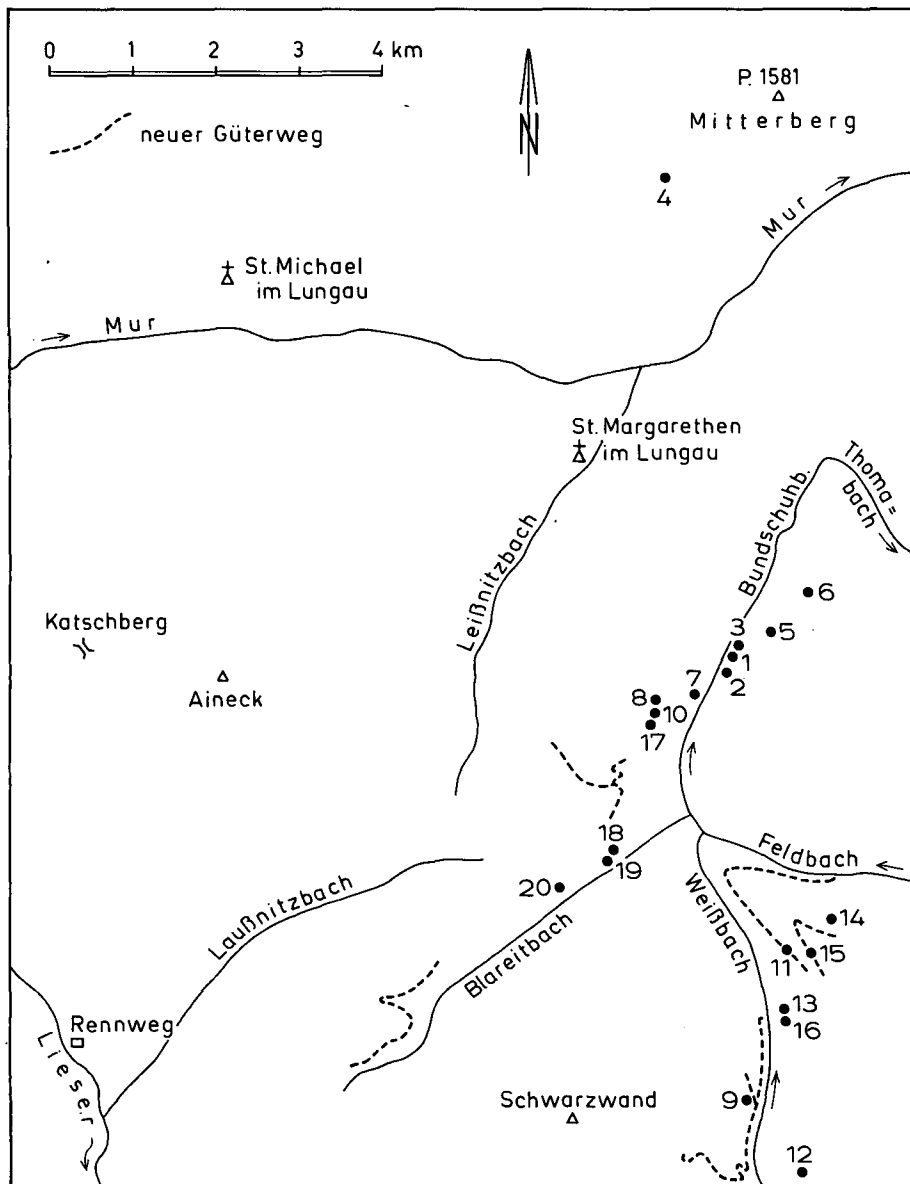 0 1 2 3 4 km
neuer Güterweg
N
P. 1581
Mitterberg
4
Mur
St. Michael
im Lungau
Mur
St. Margarethen
im Lungau
Thoma=
bach
Bundschuhb.
Leißnitzbach
6
Katschberg
3
5
1
Aineck
2
7
8
10
17
18
19
Feldbach
20
Laußnitzbach
Weißbach
14
Blareitbach
11
15
13
16
Rennweg
Lieser
Schwarzwand
9
12